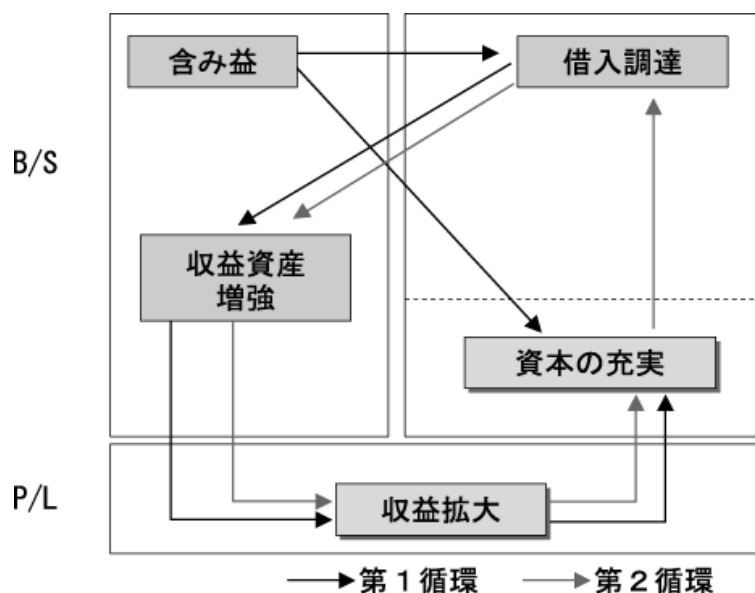 含み益
借入調達
B/S
収益資産
増強
資本の充実
P/L
収益拡大
第1循環
第2循環